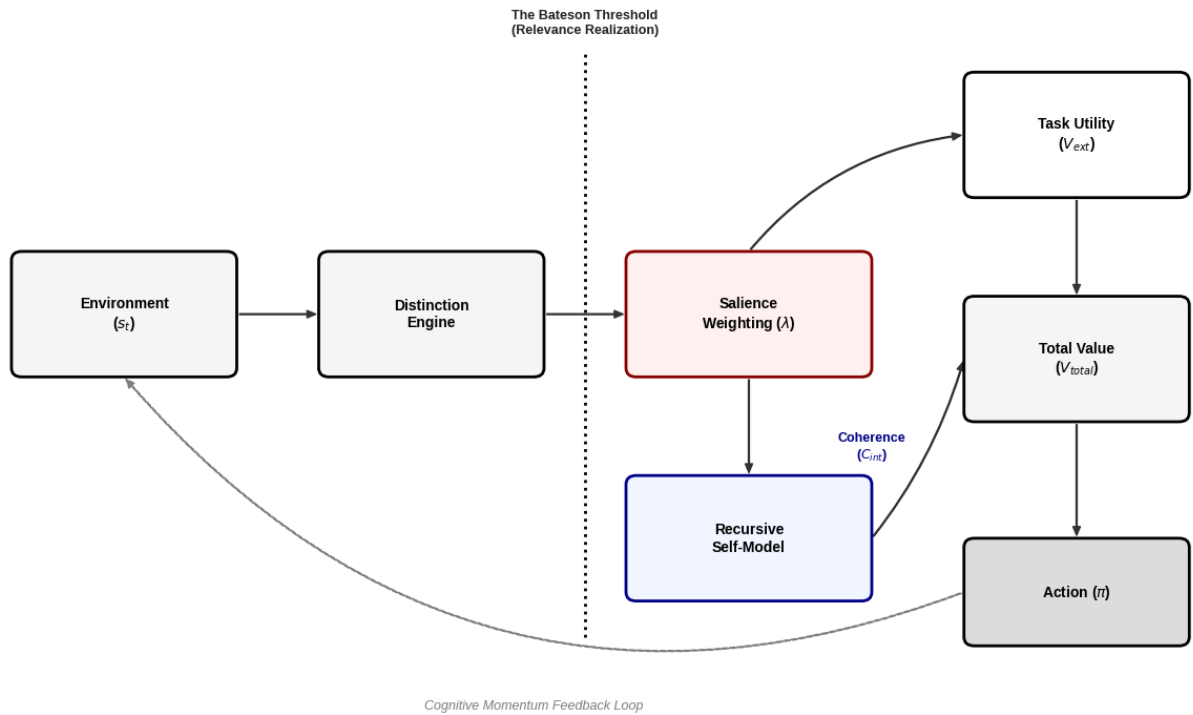 The Bateson Threshold
(Relevance Realization)
Task Utility
(V_ext)
Environment
(s_t)
Distinction
Engine
Salience
Weighting (λ)
Total Value
(V_total)
Coherence
(C_int)
Recursive
Self-Model
Action (π)
Cognitive Momentum Feedback Loop